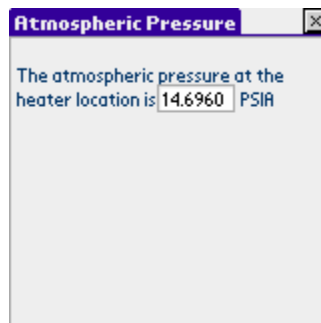 Atmospheric Pressure
The atmospheric pressure at the
heater location is 14.6960 PSIA